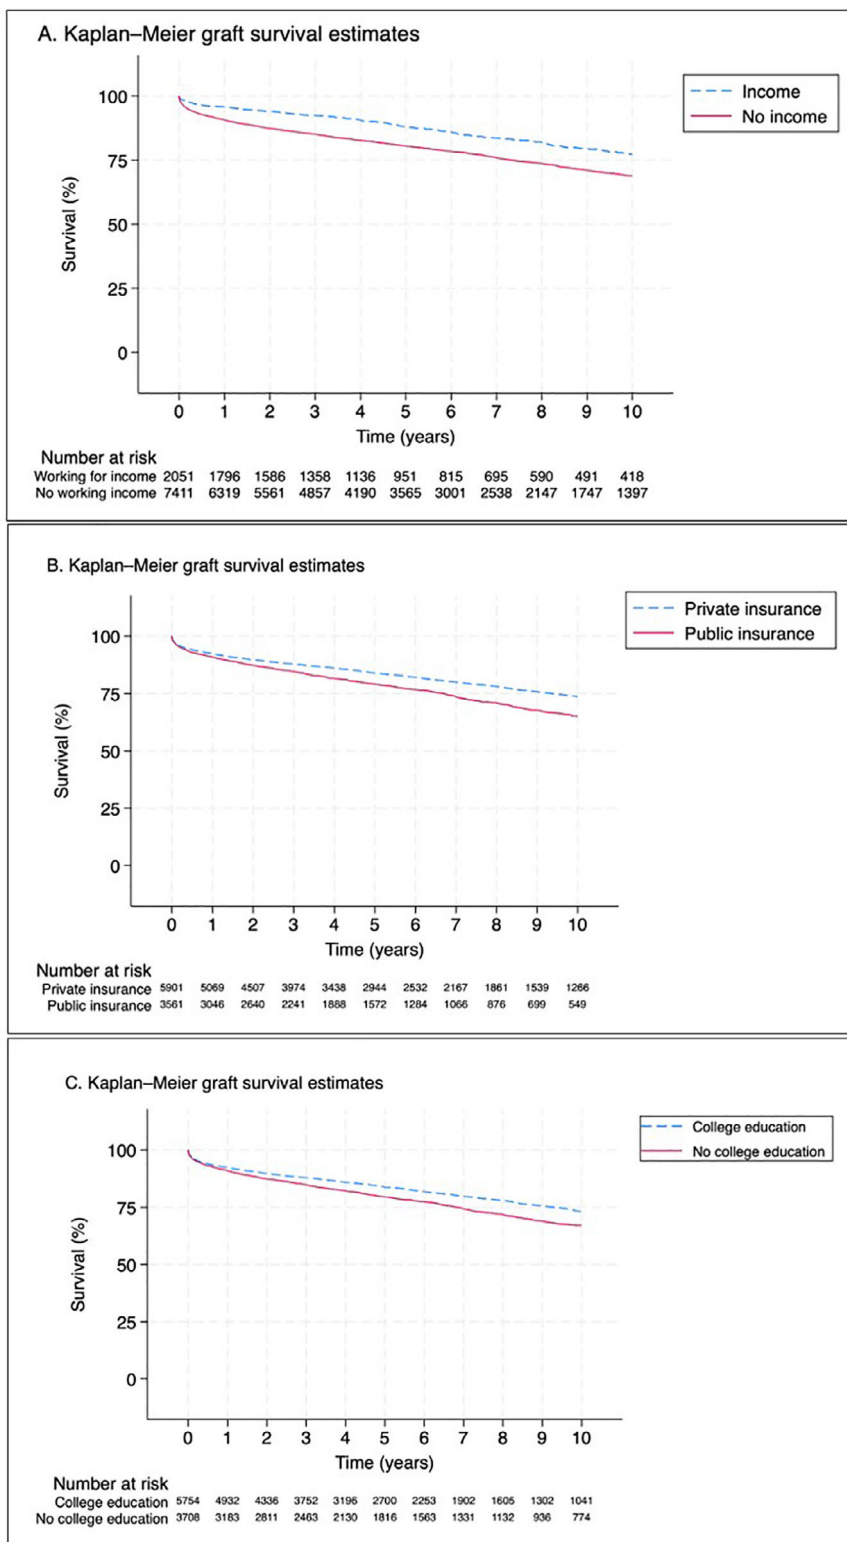 A. Kaplan–Meier graft survival estimates
Income
No income
100
75
50
25
0
Survival (%)
0 1 2 3 4 5 6 7 8 9 10
Time (years)
Number at risk
Working for income 2051 1796 1586 1358 1136 951 815 695 590 491 418
No working income 7411 6319 5561 4857 4190 3565 3001 2538 2147 1747 1397
B. Kaplan–Meier graft survival estimates
Private insurance
Public insurance
100
75
50
25
0
Survival (%)
0 1 2 3 4 5 6 7 8 9 10
Time (years)
Number at risk
Private insurance 5901 5069 4507 3974 3438 2944 2532 2167 1861 1539 1266
Public insurance 3561 3046 2640 2241 1888 1572 1284 1066 876 699 549
C. Kaplan–Meier graft survival estimates
College education
No college education
100
75
50
25
0
Survival (%)
0 1 2 3 4 5 6 7 8 9 10
Time (years)
Number at risk
College education 5754 4932 4336 3752 3196 2700 2253 1902 1605 1302 1041
No college education 3708 3183 2811 2463 2130 1816 1563 1331 1132 936 774